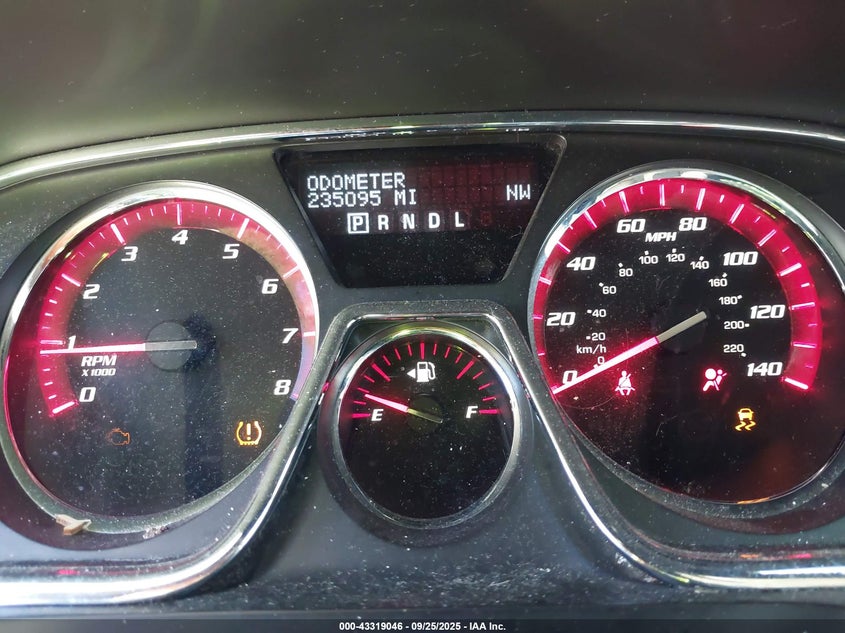 ODOMETER
235095 MI NW
P R N D L
0 1 2 3 4 5 6 7 8
RPM
X 1000
E F
0 20 40 60 80 100 120 140
MPH
0 20 40 60 80 100 120 140 160 180 200 220
km/h
000-43319046 - 09/25/2025 - IAA Inc.